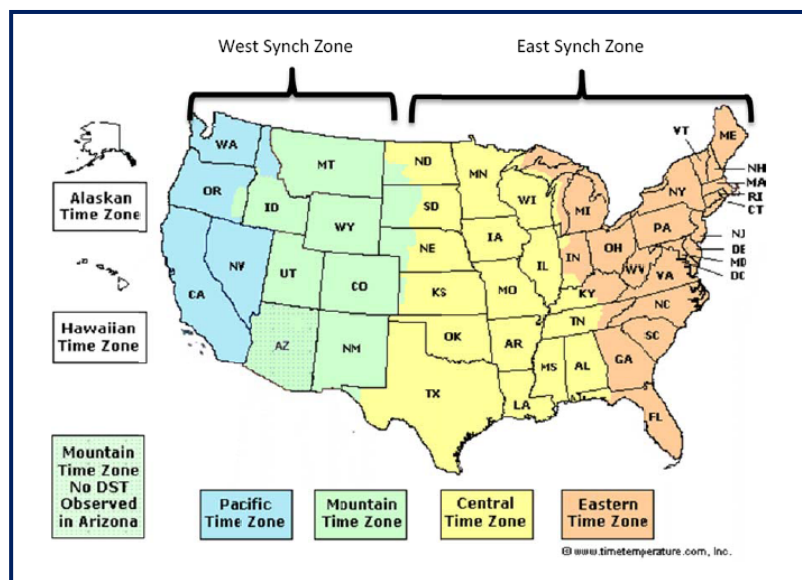 West Synch Zone
East Synch Zone
WA
OR
CA
NV
ID
MT
WY
UT
CO
AZ
NM
ND
SD
NE
KS
OK
TX
MN
IA
MO
AR
LA
WI
IL
MS
AL
TN
KY
IN
MI
OH
WV
VA
NC
SC
GA
FL
PA
NY
VT
ME
NH
MA
RI
CT
NJ
DE
MD
DC
Alaskan
Time Zone
Hawaiian
Time Zone
Mountain
Time Zone
No DST
Observed
in Arizona
Pacific
Time Zone
Mountain
Time Zone
Central
Time Zone
Eastern
Time Zone
© www.timetemperature.com, Inc.